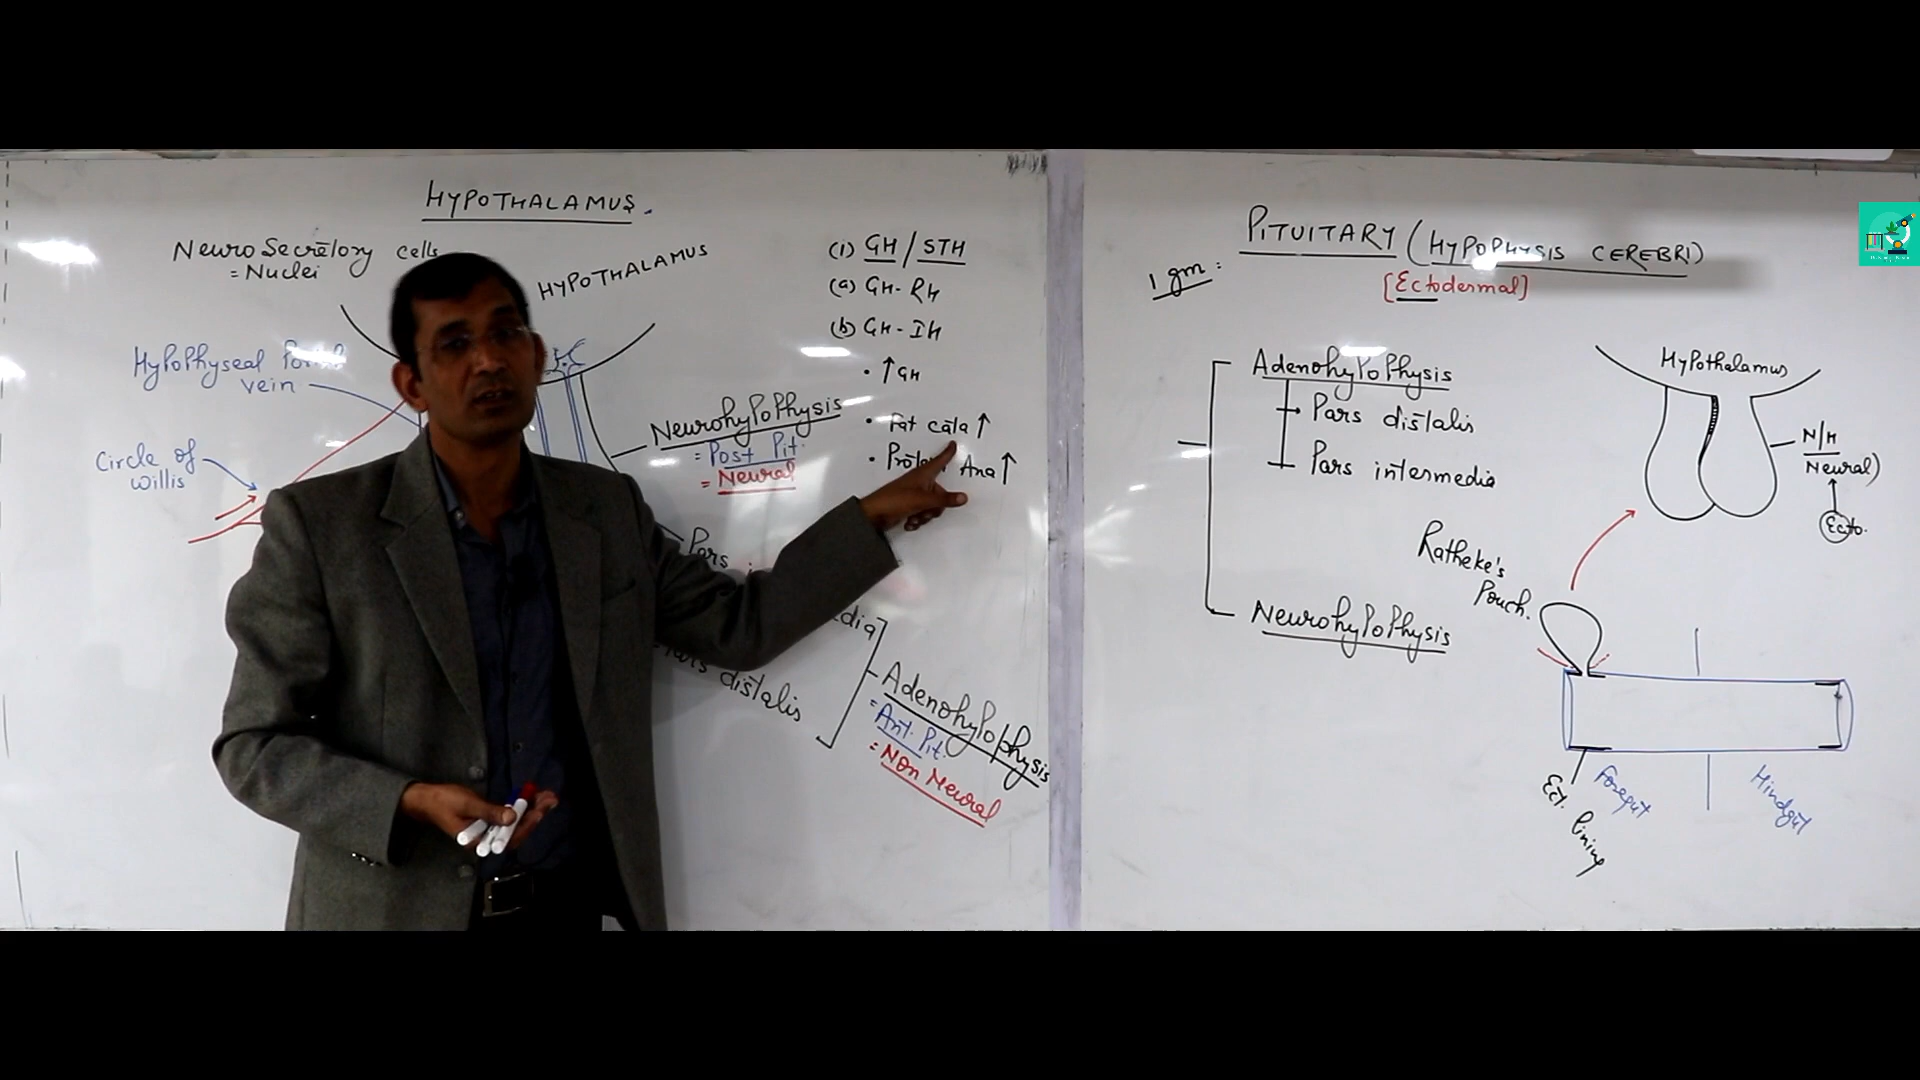 HYPOTHALAMUS.
NeuroSecretory cells
= Nuclei
HYPOTHALAMUS
Hypophyseal
vein
Circle of
willis
Neurohypophysis
= Post Pit.
= Neural
Pars
distalis
Adenohypophysis
= Ant. Pit.
= Non Neural
(1) GH / STH
(a) GH-RH
(b) GH-IH
• ↑GH
• Fat cata ↑
• Ana ↑
PITUITARY (HYPOPHYSIS CEREBRI)
[Ectodermal]
1 gm :
Adenohypophysis
Pars distalis
Pars intermedia
Neurohypophysis
Hypothalamus
N/H
Neural)
Ecto.
Ratheke's
Pouch.
Ect. lining
Foregut
Hindgut